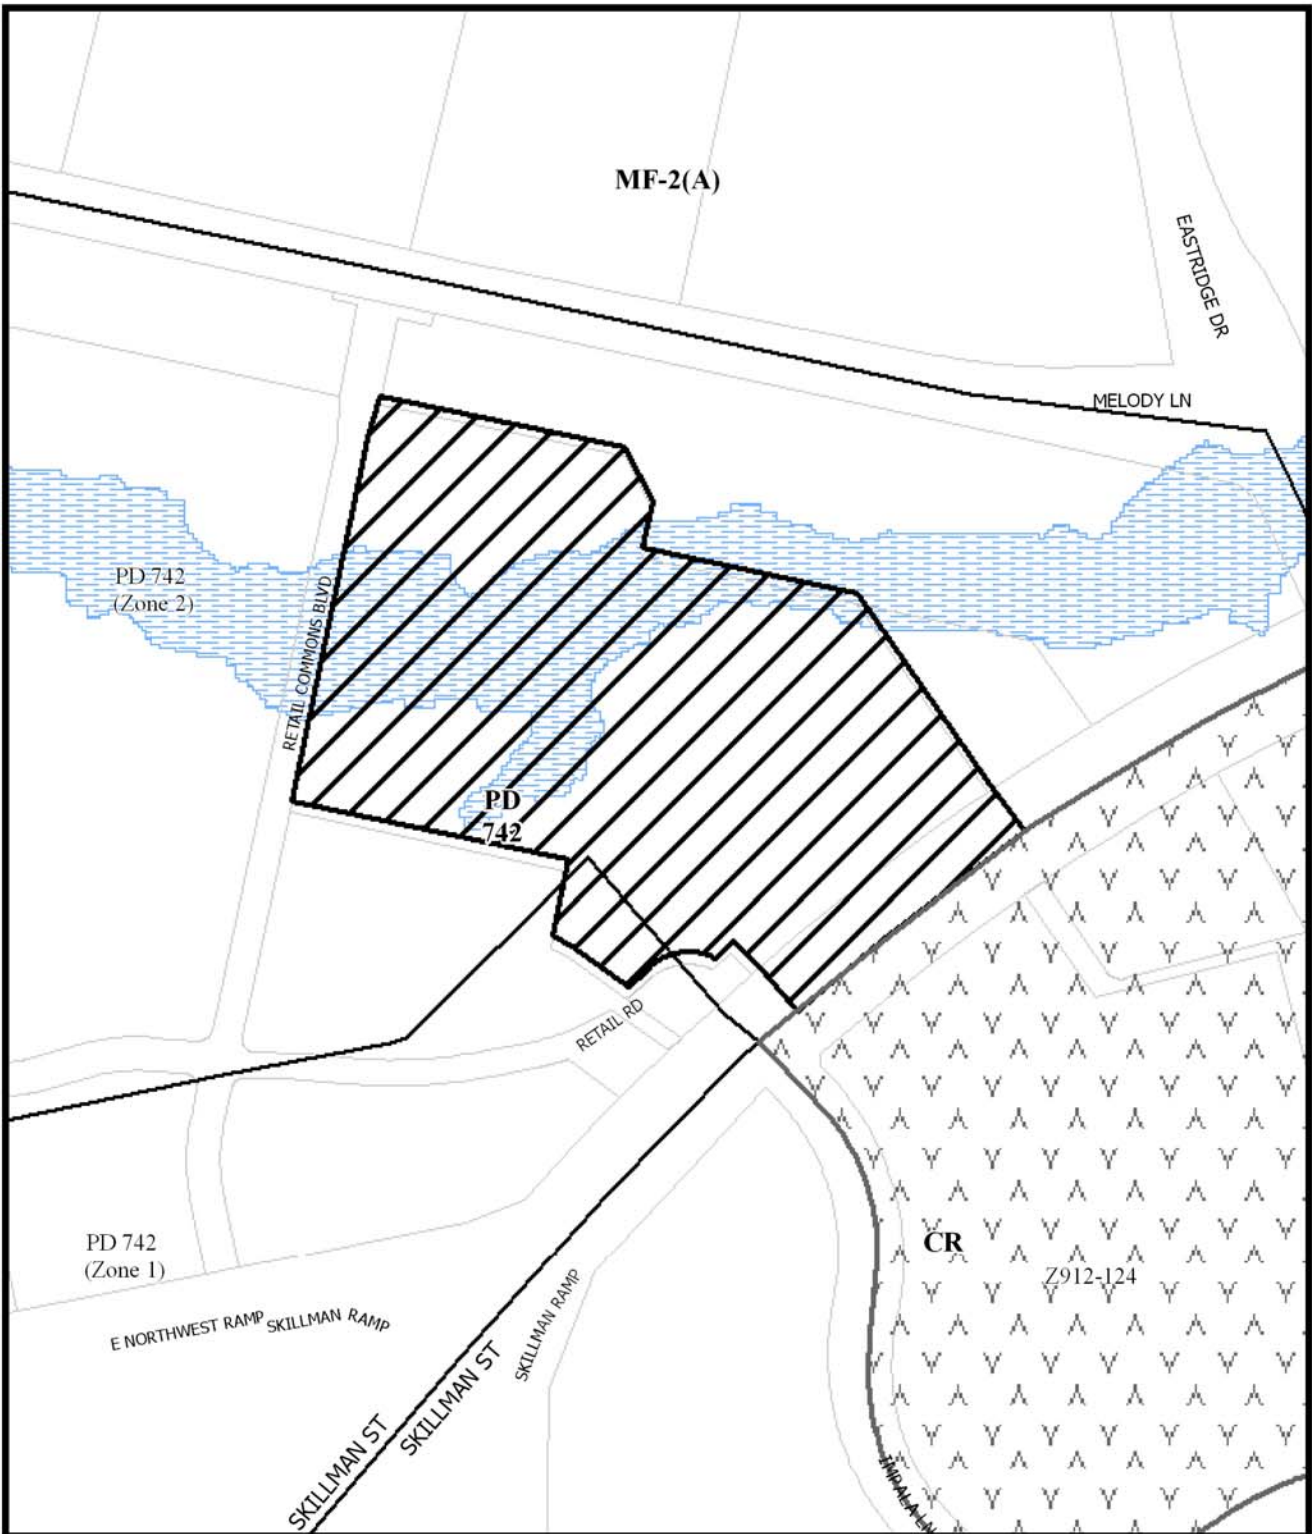 MF-2(A)
EASTRIDGE DR
MELODY LN
PD 742
(Zone 2)
RETAIL COMMONS BLVD
PD
742
RETAIL RD
PD 742
(Zone 1)
CR
Z912-124
E NORTHWEST RAMP
SKILLMAN RAMP
SKILLMAN RAMP
SKILLMAN ST
SKILLMAN ST
IMPALA LN